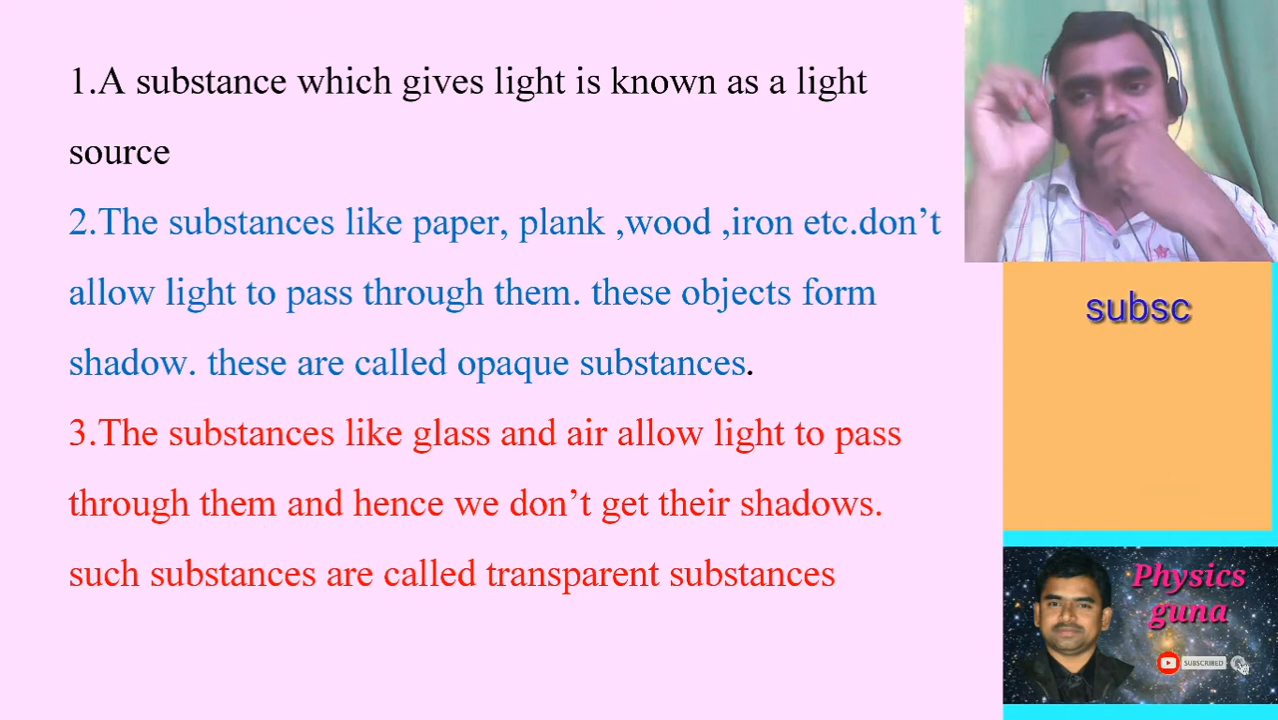 1.A substance which gives light is known as a light
source
2.The substances like paper, plank ,wood ,iron etc.don’t
allow light to pass through them. these objects form
shadow. these are called opaque substances.
3.The substances like glass and air allow light to pass
through them and hence we don’t get their shadows.
such substances are called transparent substances
subsc
Physics
guna
SUBSCRIBED